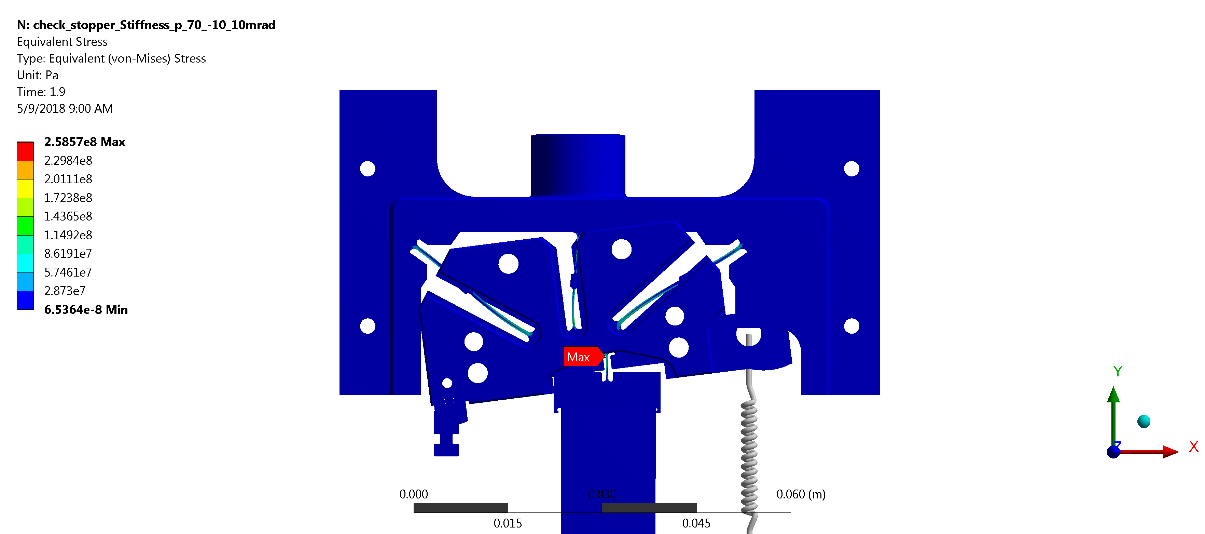 N: check_stopper_Stiffness_p_70_-10_10mrad
Equivalent Stress
Type: Equivalent (von-Mises) Stress
Unit: Pa
Time: 1.9
5/9/2018 9:00 AM
2.5857e8 Max
2.2984e8
2.0111e8
1.7238e8
1.4365e8
1.1492e8
8.6191e7
5.7461e7
2.873e7
6.5364e-8 Min
Max
Y
X
Z
0.000
0.060 (m)
0.015
0.045